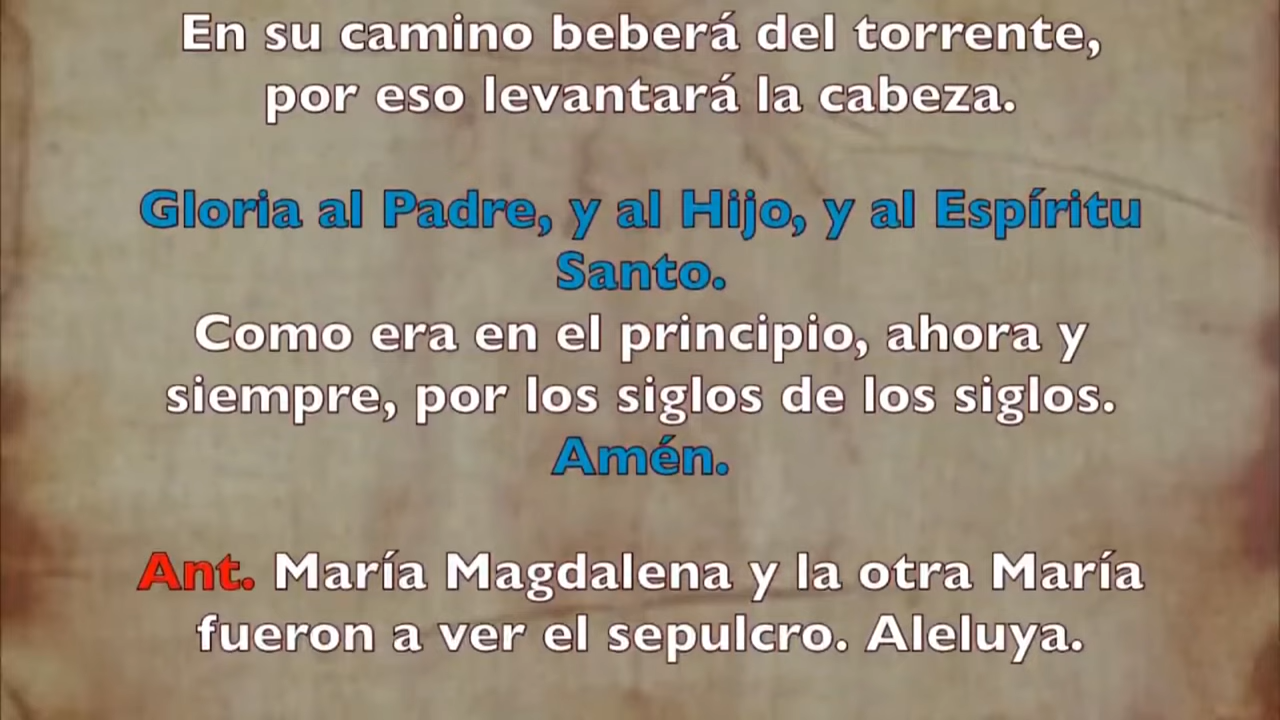 En su camino beberá del torrente,
por eso levantará la cabeza.
Gloria al Padre, y al Hijo, y al Espíritu
Santo.
Como era en el principio, ahora y
siempre, por los siglos de los siglos.
Amén.
Ant. María Magdalena y la otra María
fueron a ver el sepulcro. Aleluya.